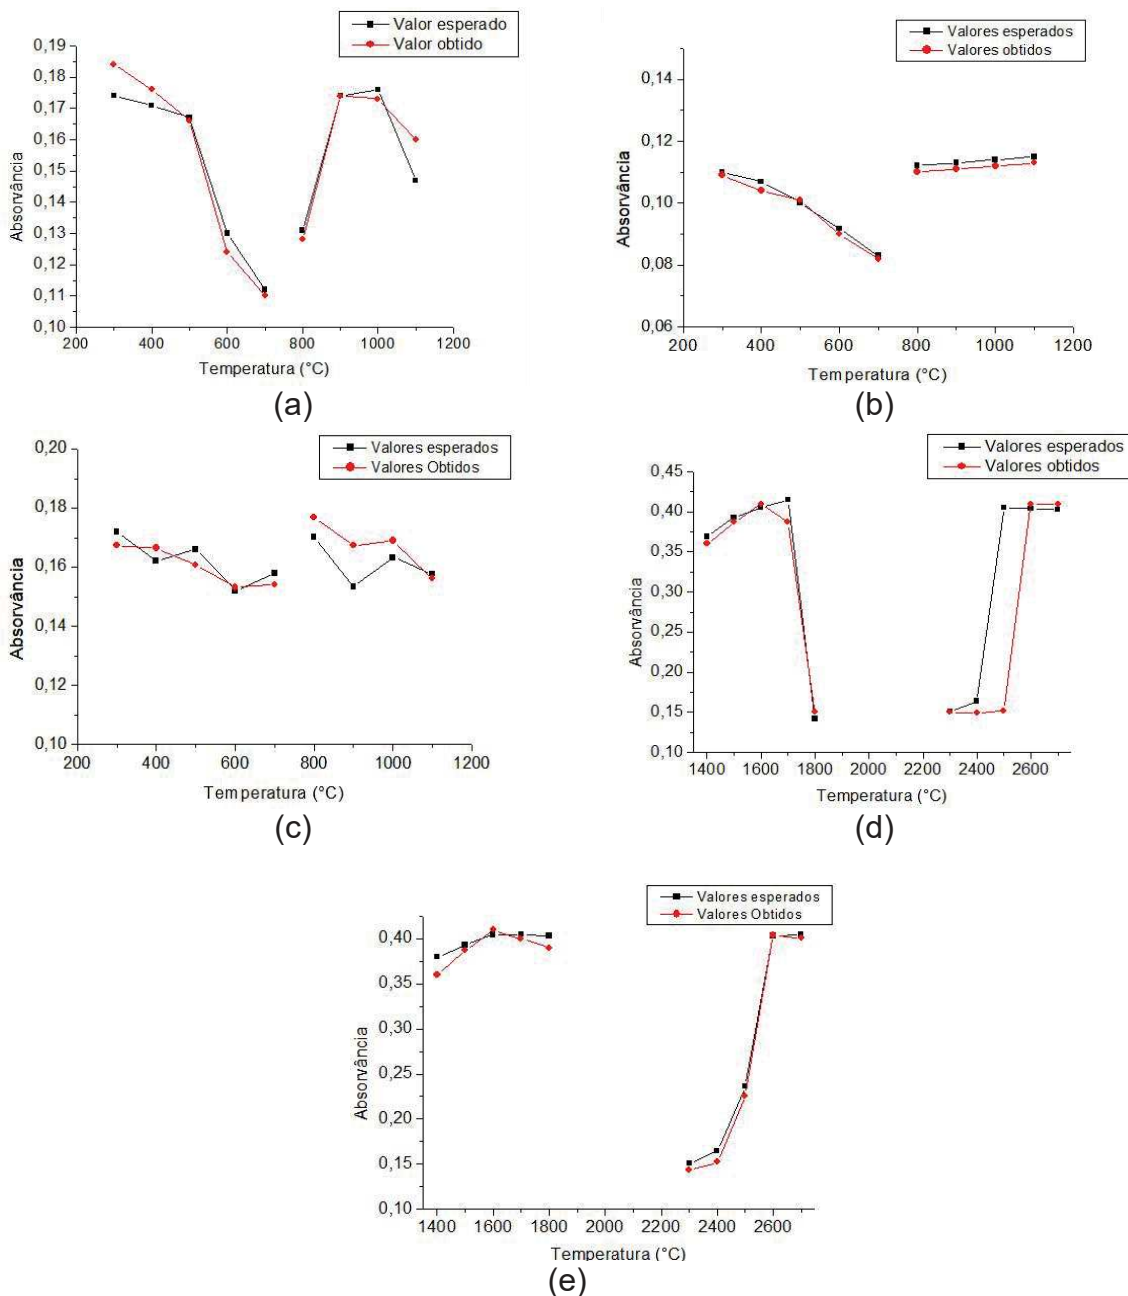 Valor esperado
Valor obtido
0,19
0,18
0,17
0,16
0,15
0,14
0,13
0,12
0,11
0,10
Absorvância
200 400 600 800 1000 1200
Temperatura (°C)
(a)
Valores esperados
Valores obtidos
0,14
0,12
0,10
0,08
0,06
Absorvância
200 400 600 800 1000 1200
Temperatura (°C)
(b)
Valores esperados
Valores Obtidos
0,20
0,18
0,16
0,14
0,12
0,10
Absorvância
200 400 600 800 1000 1200
Temperatura (°C)
(c)
Valores esperados
Valores obtidos
0,45
0,40
0,35
0,30
0,25
0,20
0,15
0,10
Absorvância
1400 1600 1800 2000 2200 2400 2600
Temperatura (°C)
(d)
Valores esperados
Valores Obtidos
0,40
0,35
0,30
0,25
0,20
0,15
0,10
Absorvância
1400 1600 1800 2000 2200 2400 2600
Temperatura (°C)
(e)